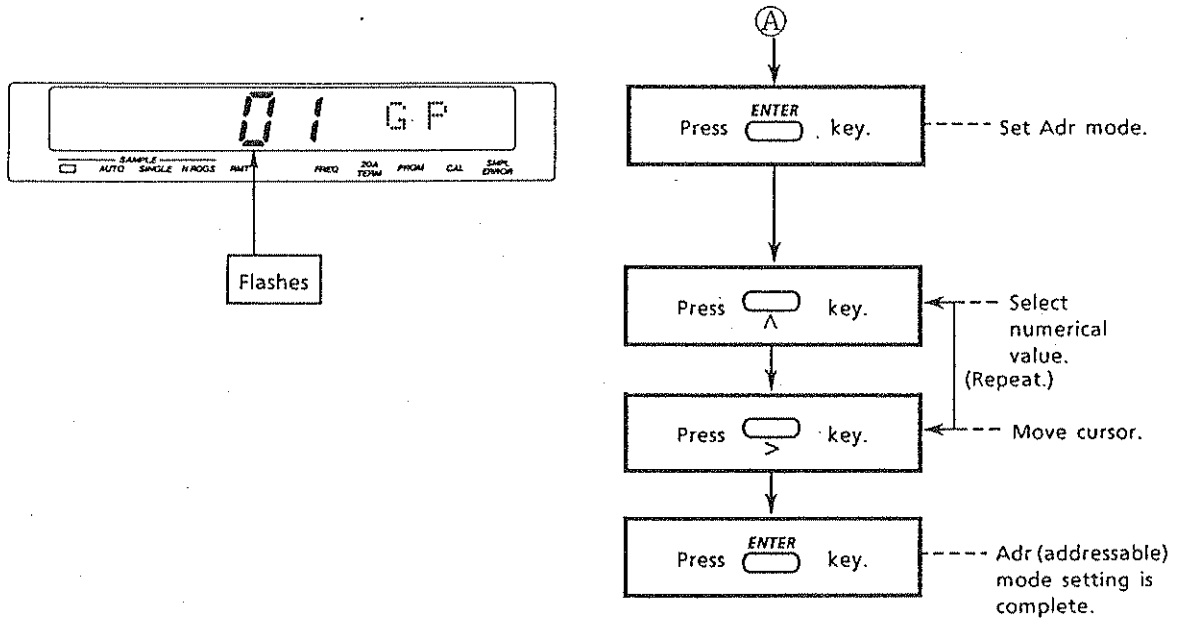 A
01 GP
SAMPLE
AUTO SINGLE N RDGS RMT FREQ 20A TERM PROM CAL SMPL ERROR
Flashes
Press ENTER key.
Set Adr mode.
Press ∧ key.
Select
numerical
value.
(Repeat.)
Press > key.
Move cursor.
Press ENTER key.
Adr (addressable)
mode setting is
complete.